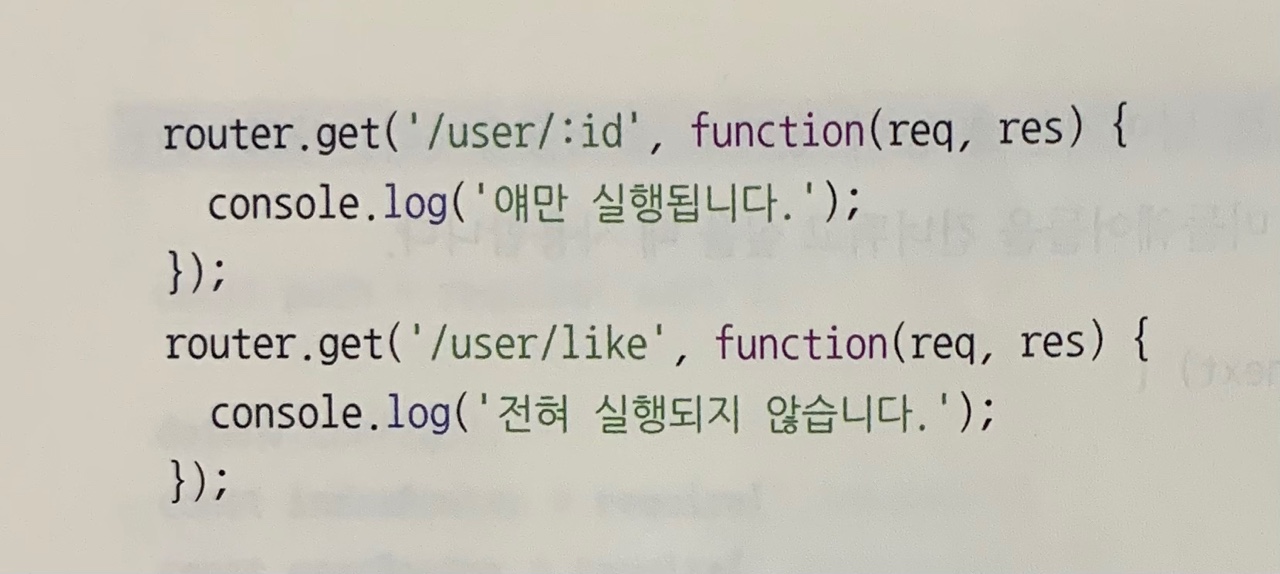 router.get('/user/:id', function(req, res) {
  console.log('얘만 실행됩니다.');
});
router.get('/user/like', function(req, res) {
  console.log('전혀 실행되지 않습니다.');
});